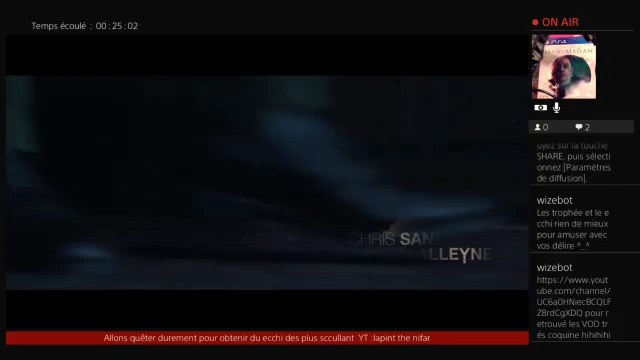 Temps écoulé : 00:25:02
ON AIR
PS4
0
2
uyez sur la touche
SHARE, puis sélecti
onnez [Paramètres
de diffusion].
wizebot
Les trophée et le e
cchi rien de mieux
pour amuser avec
vos délire ^_^
wizebot
https://www.yout
ube.com/channel/
UC6a0HNiecBCQLF
ZBrdCgXDQ pour r
etrouvé les VOD tr
és coquine hihihihi
CHRIS SAN
ALLEYNE
Allons quêter durement pour obtenir du ecchi des plus sccullant YT :lapint the nifar